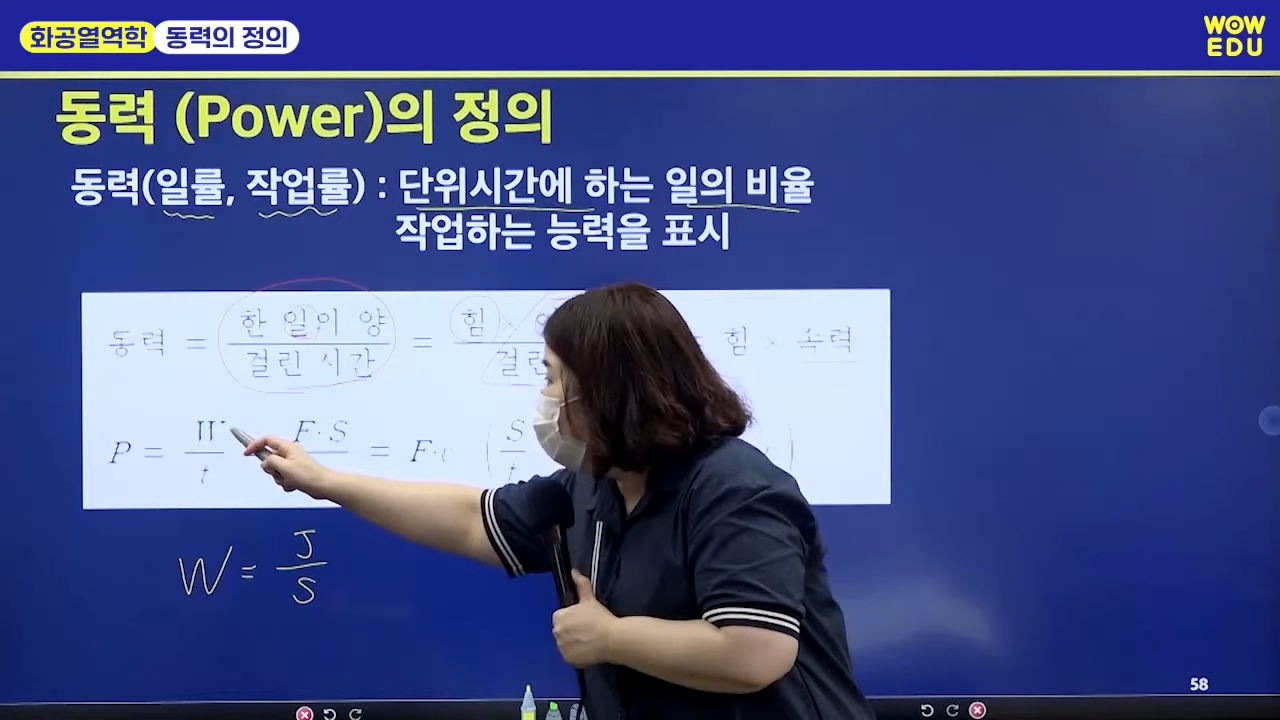 화공열역학 동력의 정의
WOW
EDU
동력 (Power)의 정의
동력(일률, 작업률) : 단위시간에 하는 일의 비율
작업하는 능력을 표시
동력 = 한 일의 양 / 걸린 시간 = 힘 × / 걸린 = 힘 × 속력
P = W / t F·S = F·v ( S / t )
W = J / S
58